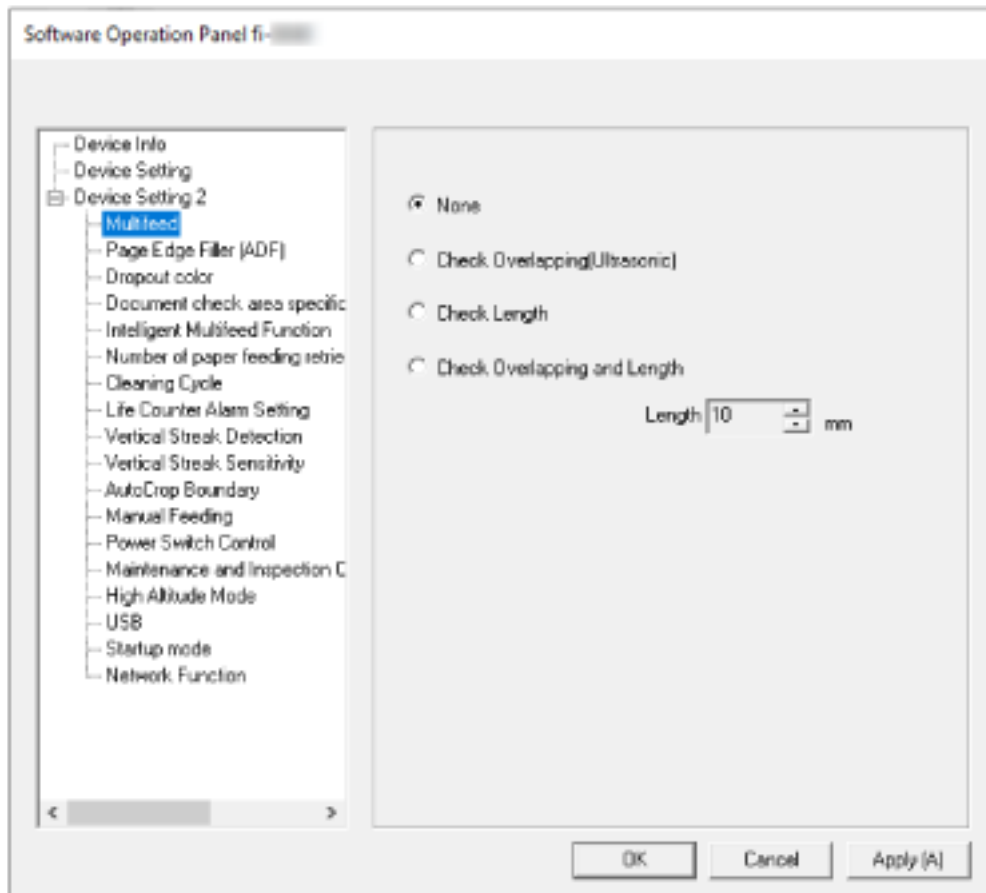 Software Operation Panel fi-
Device Info
Device Setting
Device Setting 2
Multifeed
Page Edge Filler (ADF)
Dropout color
Document check area specific
Intelligent Multifeed Function
Number of paper feeding retrie
Cleaning Cycle
Life Counter Alarm Setting
Vertical Streak Detection
Vertical Streak Sensitivity
AutoCrop Boundary
Manual Feeding
Power Switch Control
Maintenance and Inspection C
High Altitude Mode
USB
Startup mode
Network Function
None
Check Overlapping(Ultrasonic)
Check Length
Check Overlapping and Length
Length 10 mm
OK Cancel Apply (A)